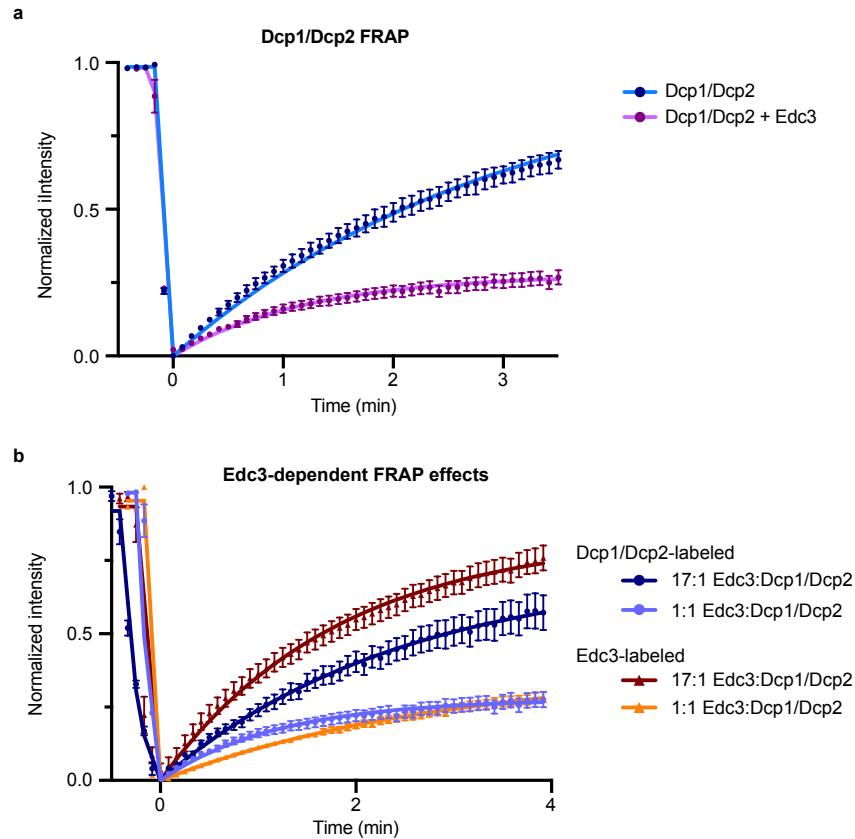 a
Dcp1/Dcp2 FRAP
Normalized iIntensity
1.0
0.5
0.0
0
1
2
3
Time (min)
Dcp1/Dcp2
Dcp1/Dcp2 + Edc3
b
Edc3-dependent FRAP effects
Normalized intensity
1.0
0.5
0.0
0
2
4
Time (min)
Dcp1/Dcp2-labeled
17:1 Edc3:Dcp1/Dcp2
1:1 Edc3:Dcp1/Dcp2
Edc3-labeled
17:1 Edc3:Dcp1/Dcp2
1:1 Edc3:Dcp1/Dcp2